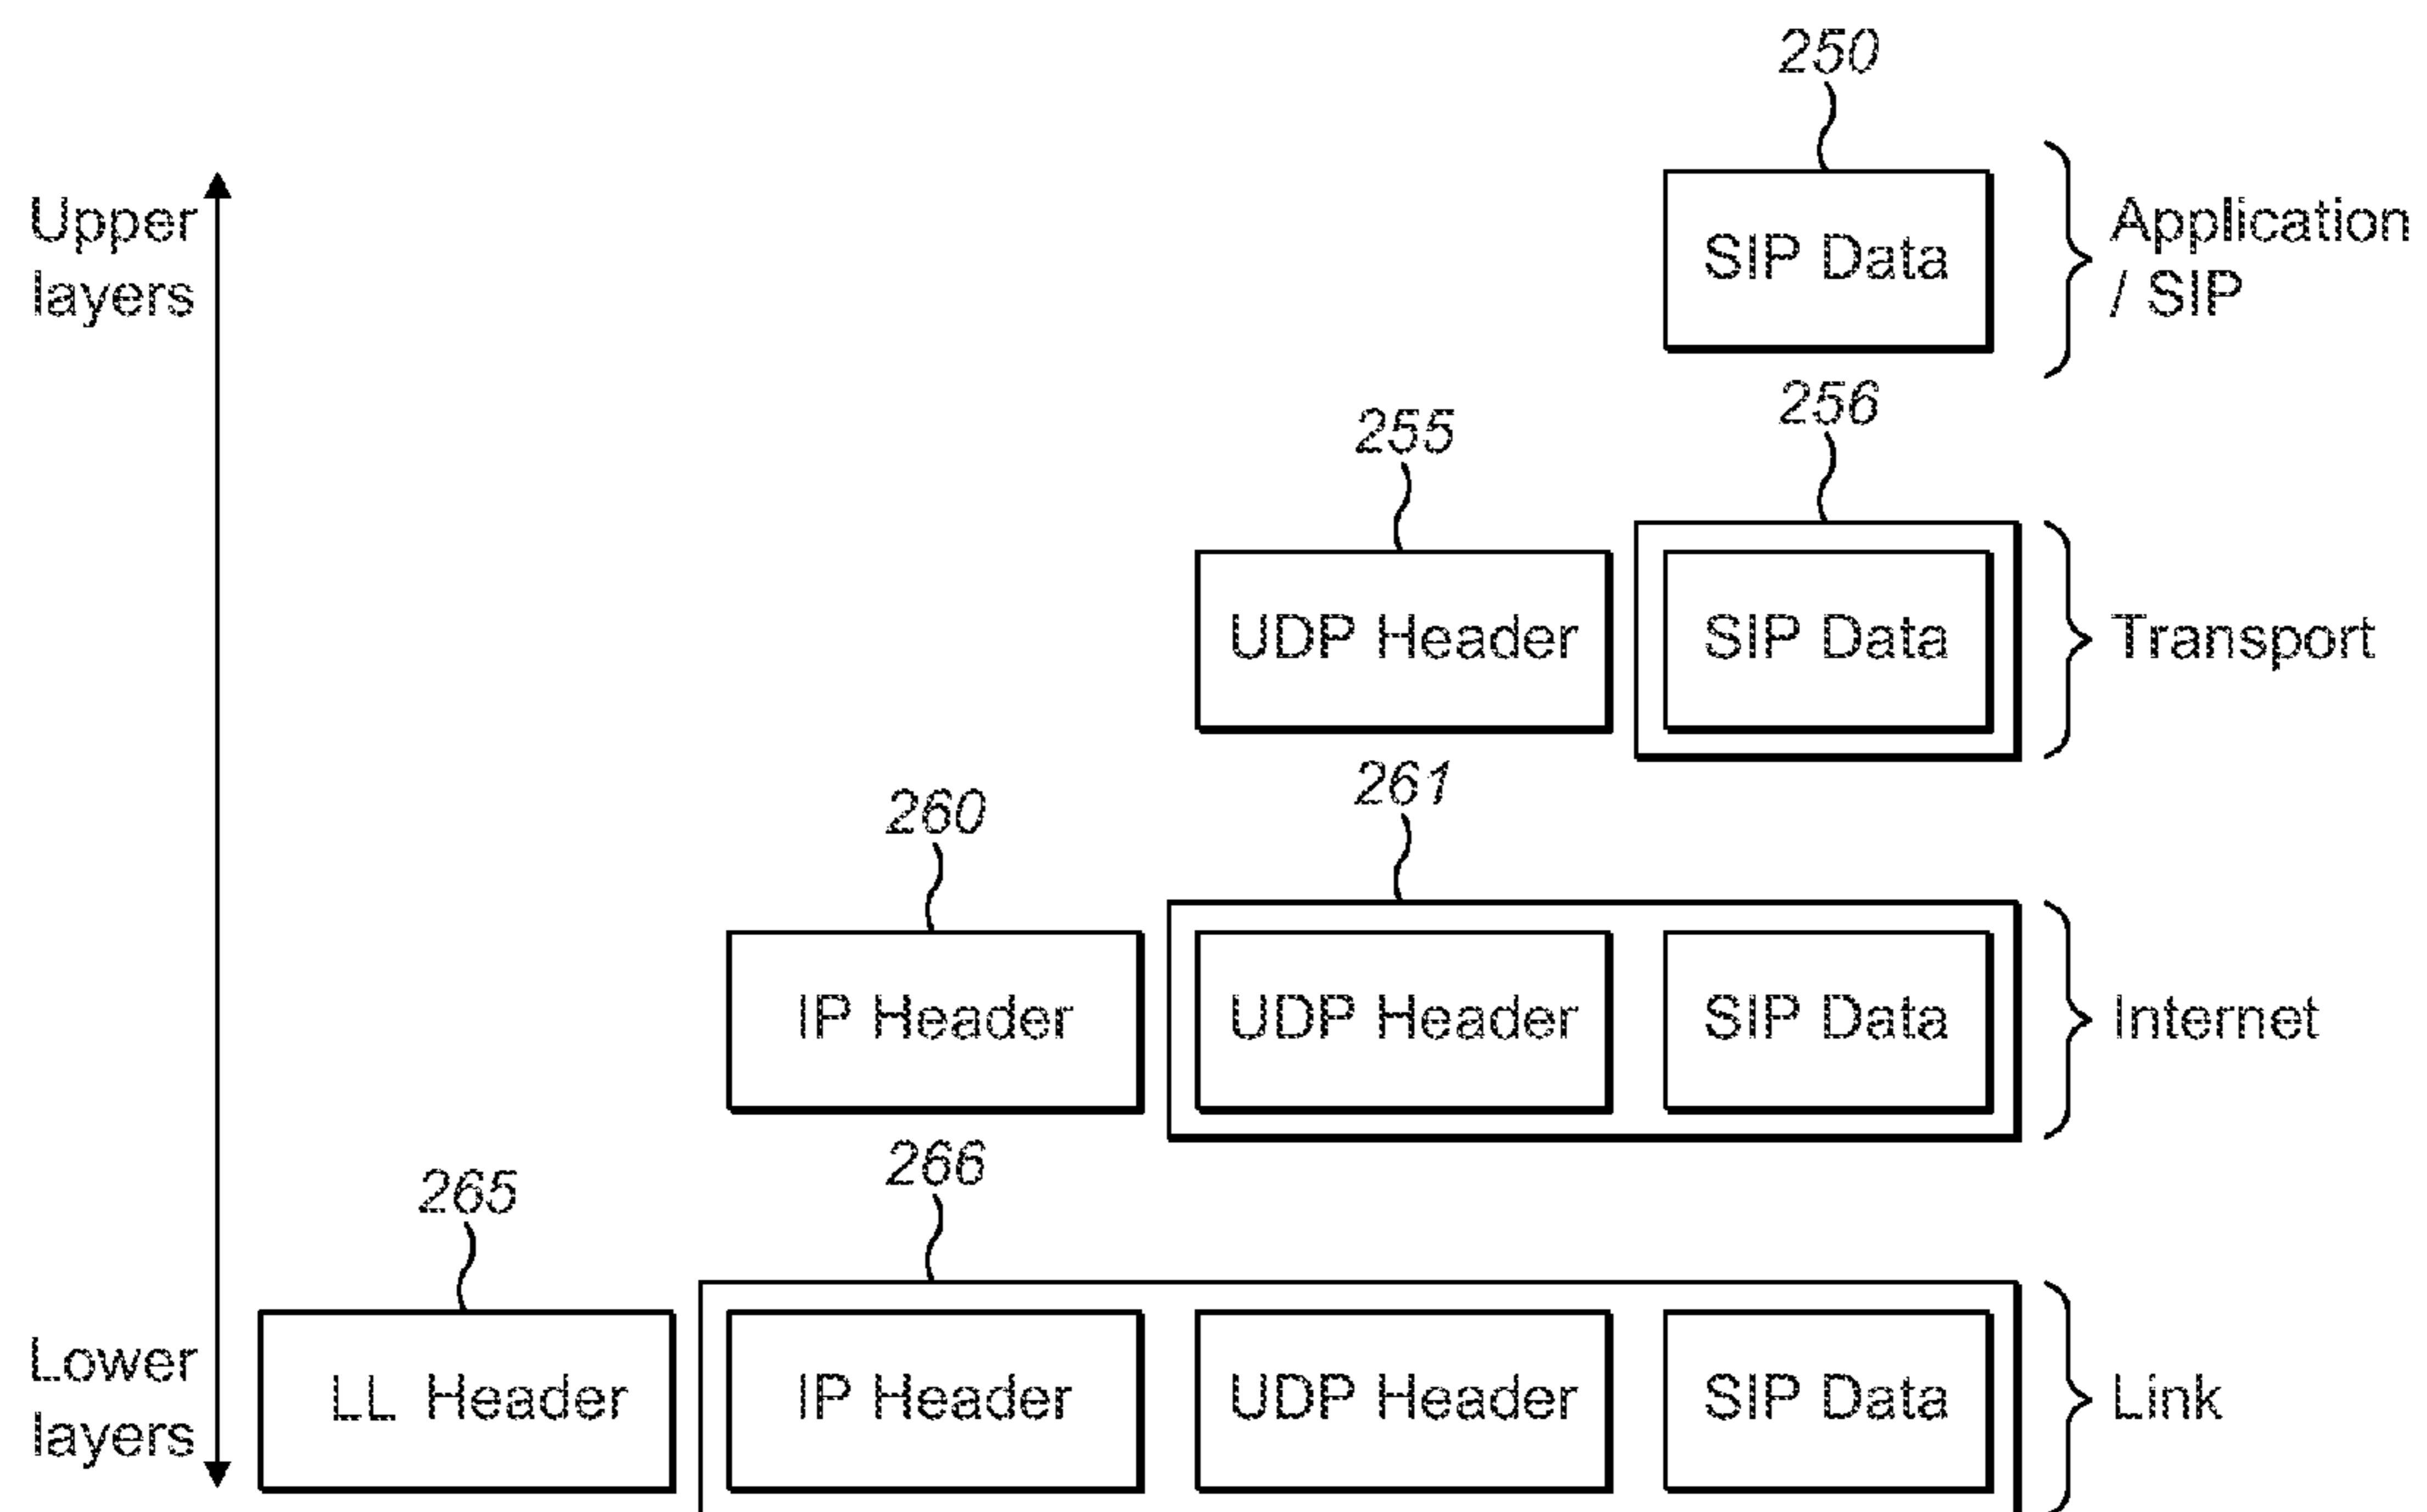 250
Upper
layers
SIP Data
Application
/ SIP
256
255
UDP Header
SIP Data
Transport
261
260
IP Header
UDP Header
SIP Data
Internet
266
265
Lower
layers
LL Header
IP Header
UDP Header
SIP Data
Link